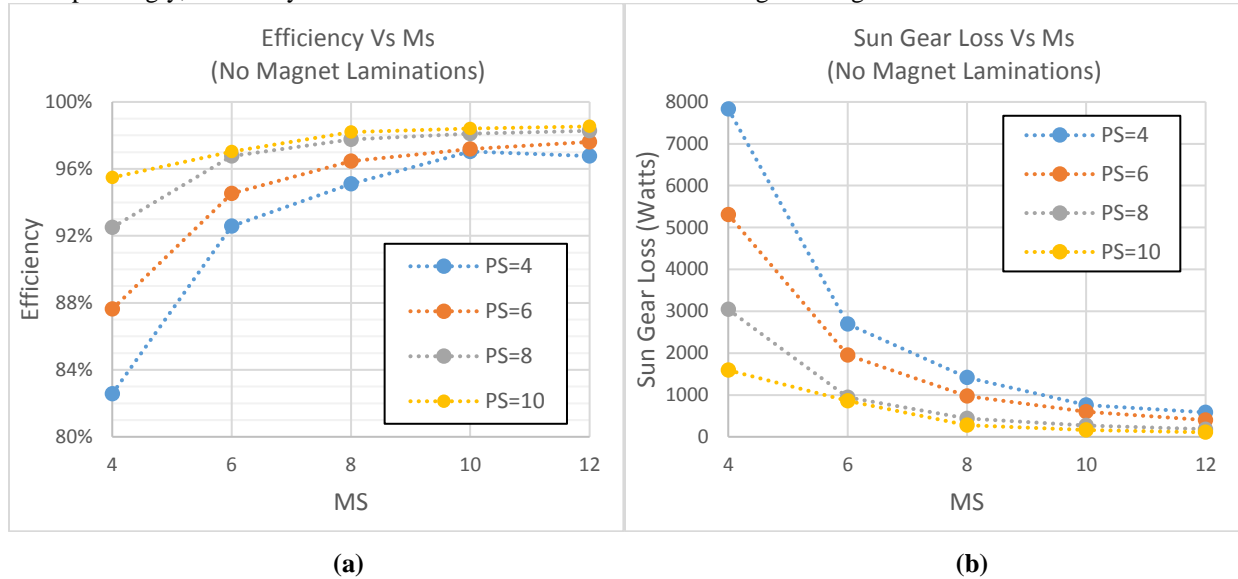 Efficiency Vs Ms
(No Magnet Laminations)
100%
96%
92%
88%
84%
80%
Efficiency
4 6 8 10 12
MS
PS=4
PS=6
PS=8
PS=10
(a)
Sun Gear Loss Vs Ms
(No Magnet Laminations)
8000
7000
6000
5000
4000
3000
2000
1000
0
Sun Gear Loss (Watts)
4 6 8 10 12
MS
PS=4
PS=6
PS=8
PS=10
(b)